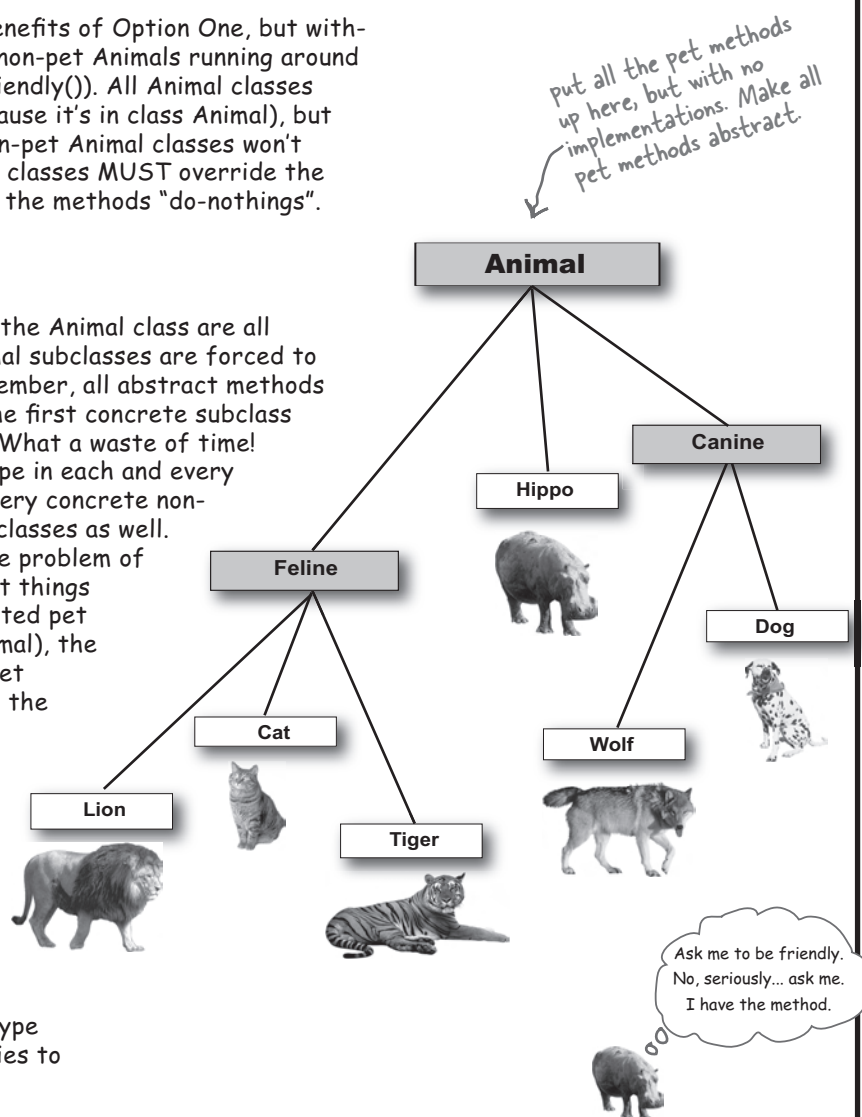 enefits of Option One, but with-
non-pet Animals running around
iendly()). All Animal classes
ause it's in class Animal), but
n-pet Animal classes won't
classes MUST override the
the methods "do-nothings".
put all the pet methods
up here, but with no
implementations. Make all
pet methods abstract.
Animal
the Animal class are all
al subclasses are forced to
ember, all abstract methods
e first concrete subclass
What a waste of time!
pe in each and every
ery concrete non-
classes as well.
e problem of
t things
ted pet
mal), the
et
the
Canine
Hippo
Feline
Dog
Cat
Wolf
Lion
Tiger
Ask me to be friendly.
No, seriously... ask me.
I have the method.
ype
ies to